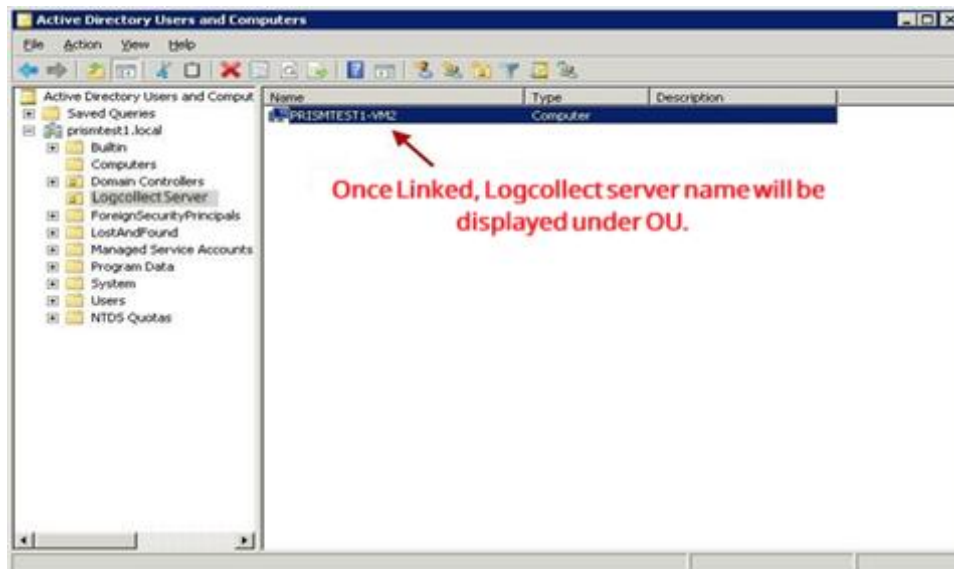 Active Directory Users and Computers
File Action View Help
Active Directory Users and Comput
Name Type Description
Saved Queries
PRISMTEST1-VM2 Computer
prismtest1.local
Builtin
Computers
Domain Controllers
Logcollect Server
ForeignSecurityPrincipals
LostAndFound
Managed Service Accounts
Program Data
System
Users
NTDS Quotas
Once Linked, Logcollect server name will be
displayed under OU.